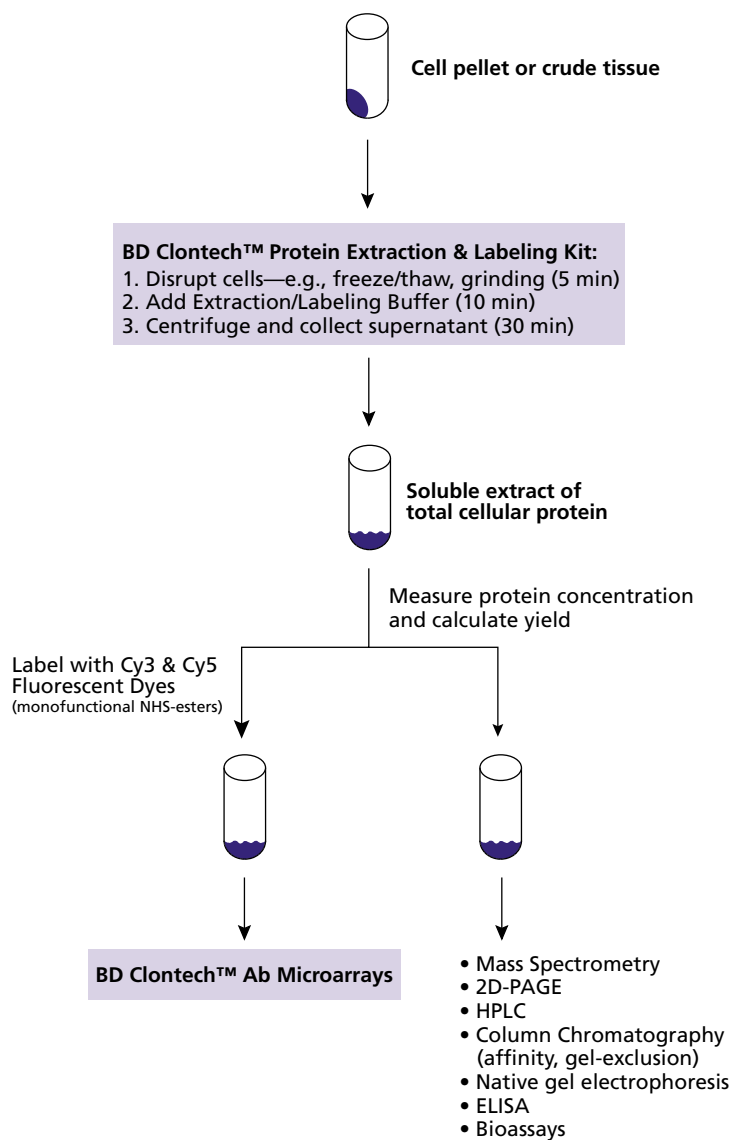 Cell pellet or crude tissue
BD Clontech™ Protein Extraction & Labeling Kit:
1. Disrupt cells—e.g., freeze/thaw, grinding (5 min)
2. Add Extraction/Labeling Buffer (10 min)
3. Centrifuge and collect supernatant (30 min)
Soluble extract of
total cellular protein
Measure protein concentration
and calculate yield
Label with Cy3 & Cy5
Fluorescent Dyes
(monofunctional NHS-esters)
BD Clontech™ Ab Microarrays
• Mass Spectrometry
• 2D-PAGE
• HPLC
• Column Chromatography
(affinity, gel-exclusion)
• Native gel electrophoresis
• ELISA
• Bioassays